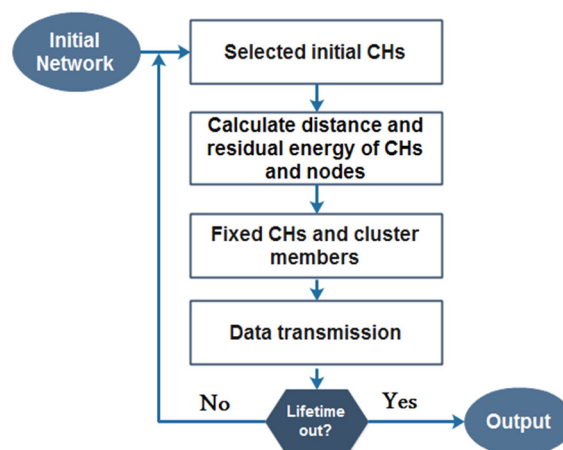 Initial
Network
Selected initial CHs
Calculate distance and
residual energy of CHs
and nodes
Fixed CHs and cluster
members
Data transmission
No
Lifetime
out?
Yes
Output